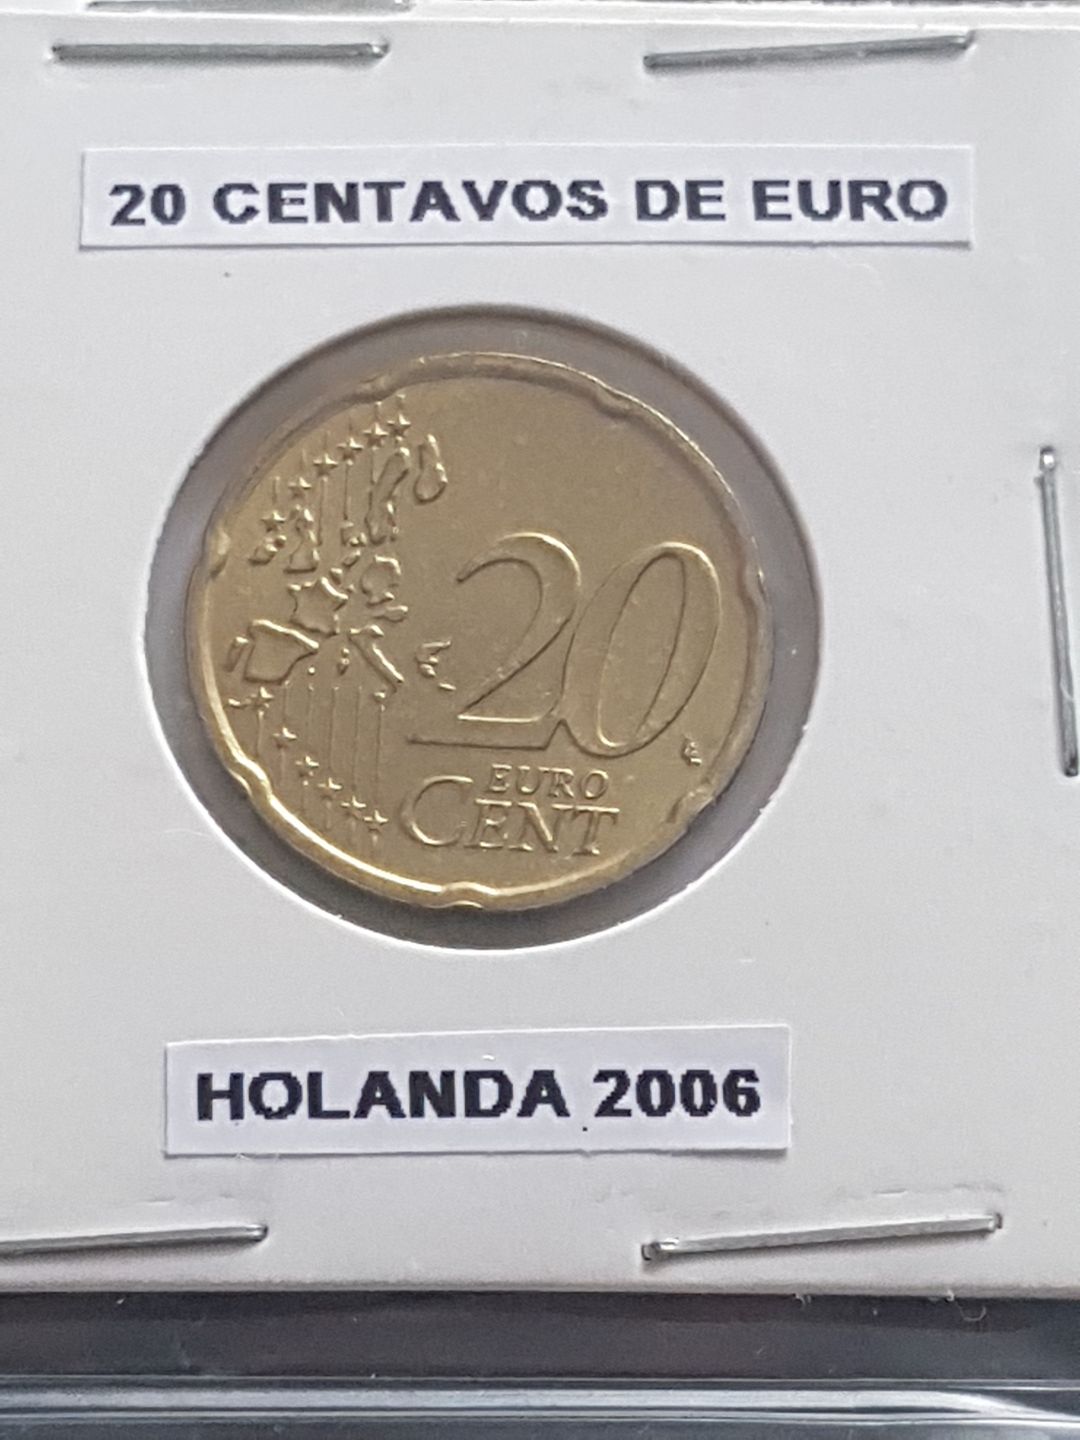 20 CENTAVOS DE EURO
20
EURO
CENT
HOLANDA 2006